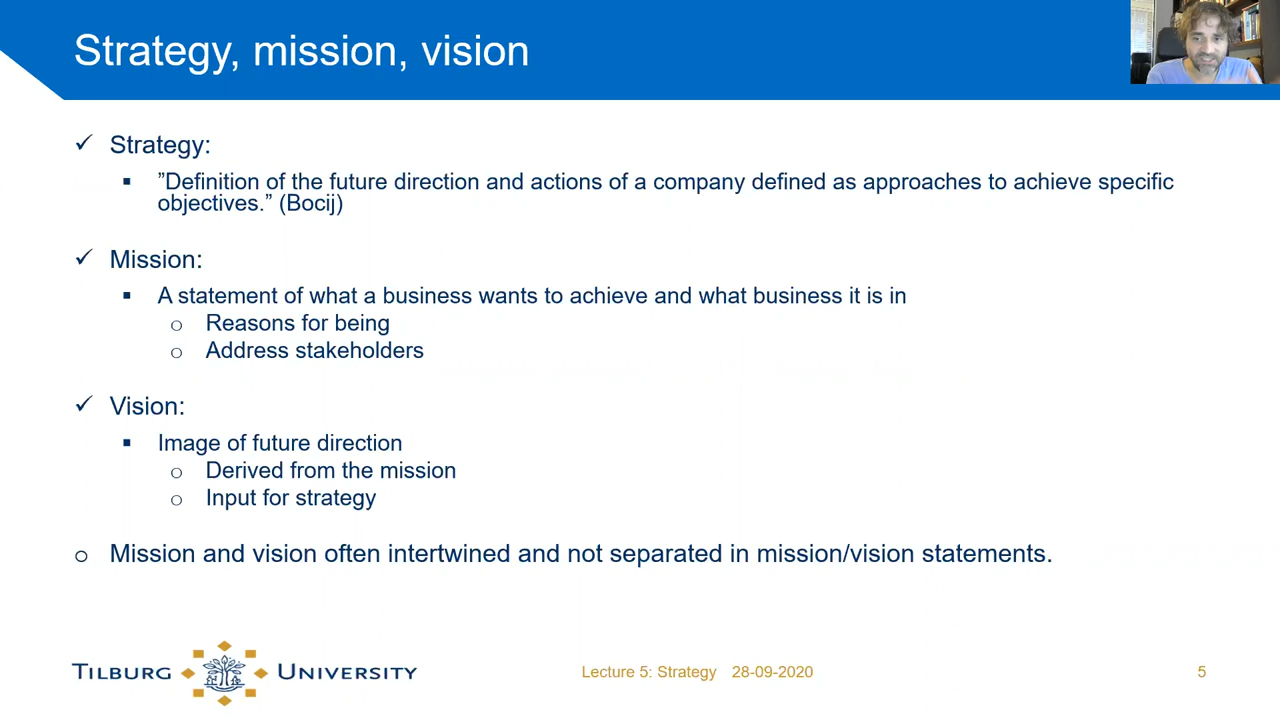 Strategy, mission, vision
✓ Strategy:
▪ ”Definition of the future direction and actions of a company defined as approaches to achieve specific
objectives.” (Bocij)
✓ Mission:
▪ A statement of what a business wants to achieve and what business it is in
o Reasons for being
o Address stakeholders
✓ Vision:
▪ Image of future direction
o Derived from the mission
o Input for strategy
o Mission and vision often intertwined and not separated in mission/vision statements.
TILBURG UNIVERSITY
Lecture 5: Strategy 28-09-2020
5